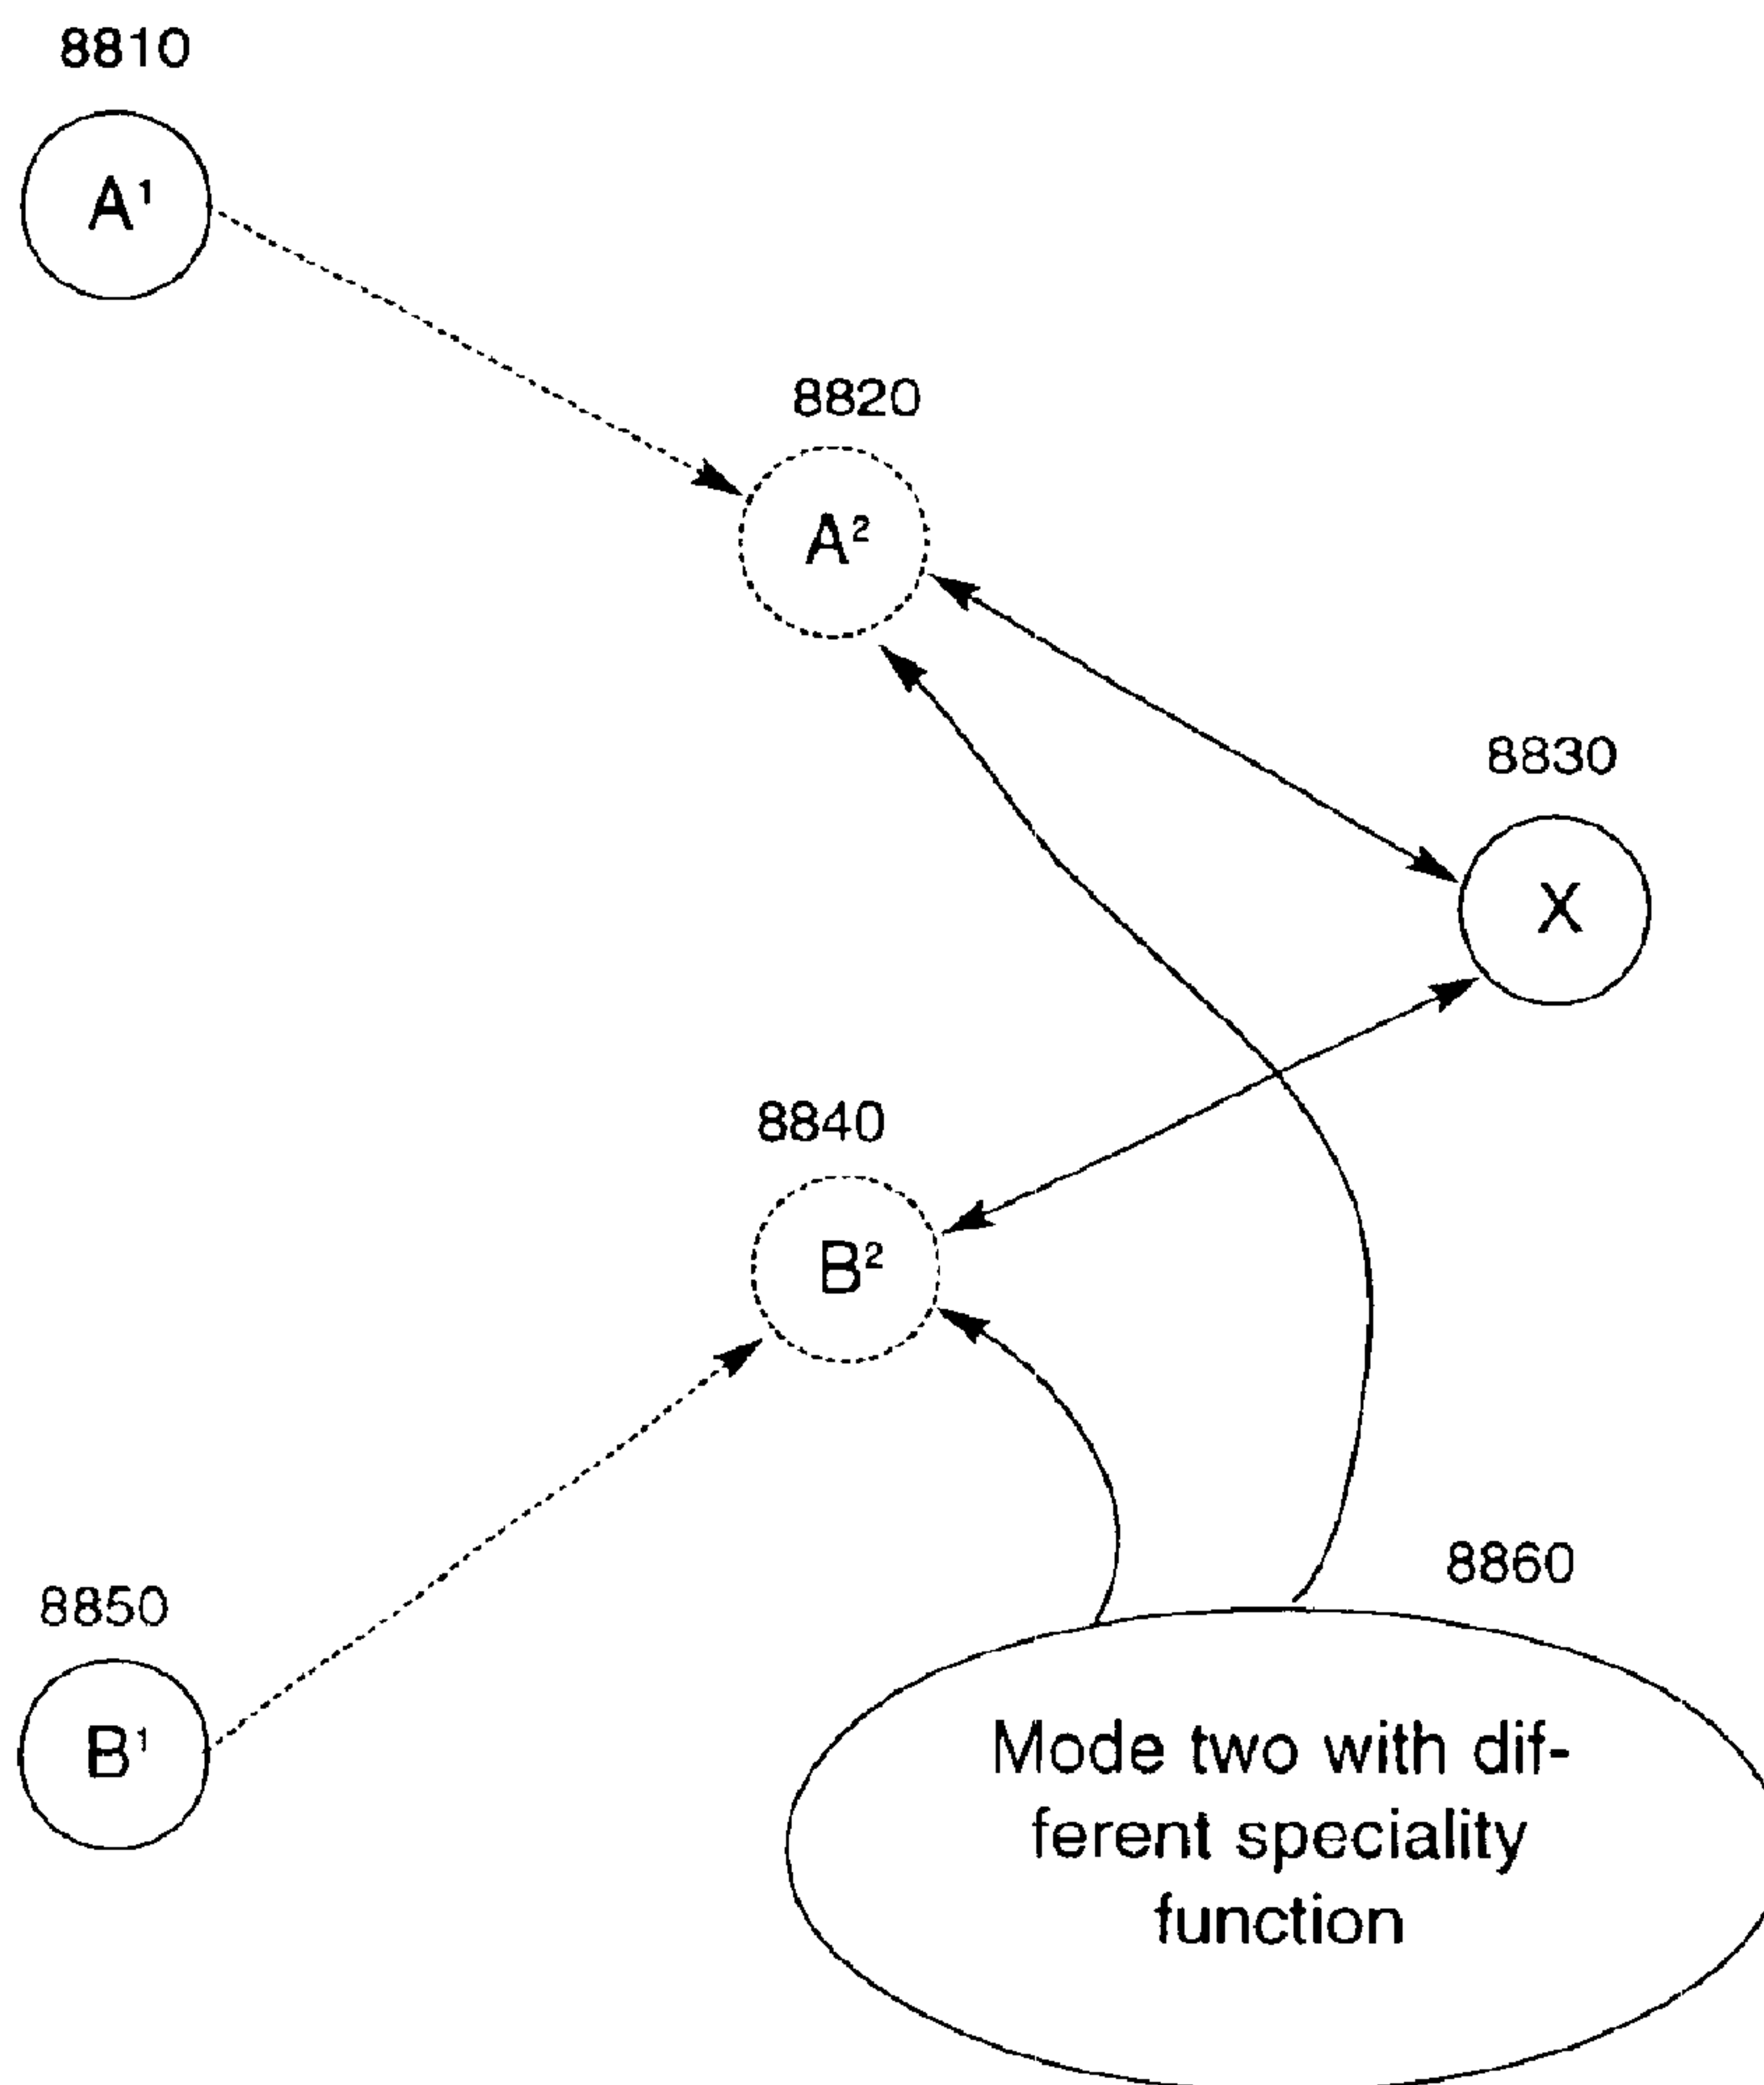 8810
A¹
8820
A²
8830
X
8840
B²
8850
B¹
8860
Mode two with dif-
ferent speciality
function